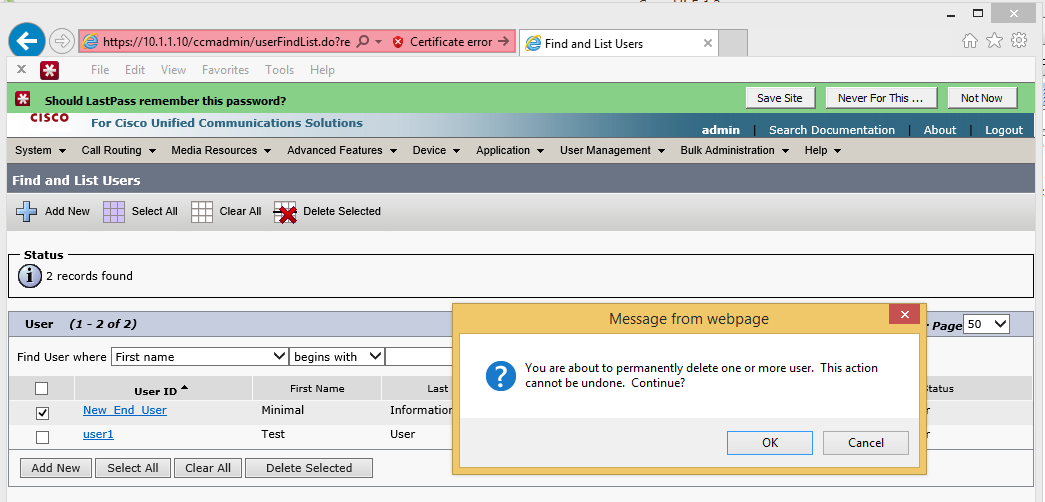 https://10.1.1.10/ccmadmin/userFindList.do?re
Certificate error
Find and List Users
File Edit View Favorites Tools Help
Should LastPass remember this password?
Save Site
Never For This ...
Not Now
CISCO
For Cisco Unified Communications Solutions
admin | Search Documentation | About | Logout
System Call Routing Media Resources Advanced Features Device Application User Management Bulk Administration Help
Find and List Users
Add New Select All Clear All Delete Selected
Status
i 2 records found
User (1 - 2 of 2)
Page 50
Find User where First name begins with
User ID First Name Last Status
New_End_User Minimal Information
user1 Test User
Add New Select All Clear All Delete Selected
Message from webpage
You are about to permanently delete one or more user. This action
cannot be undone. Continue?
OK Cancel